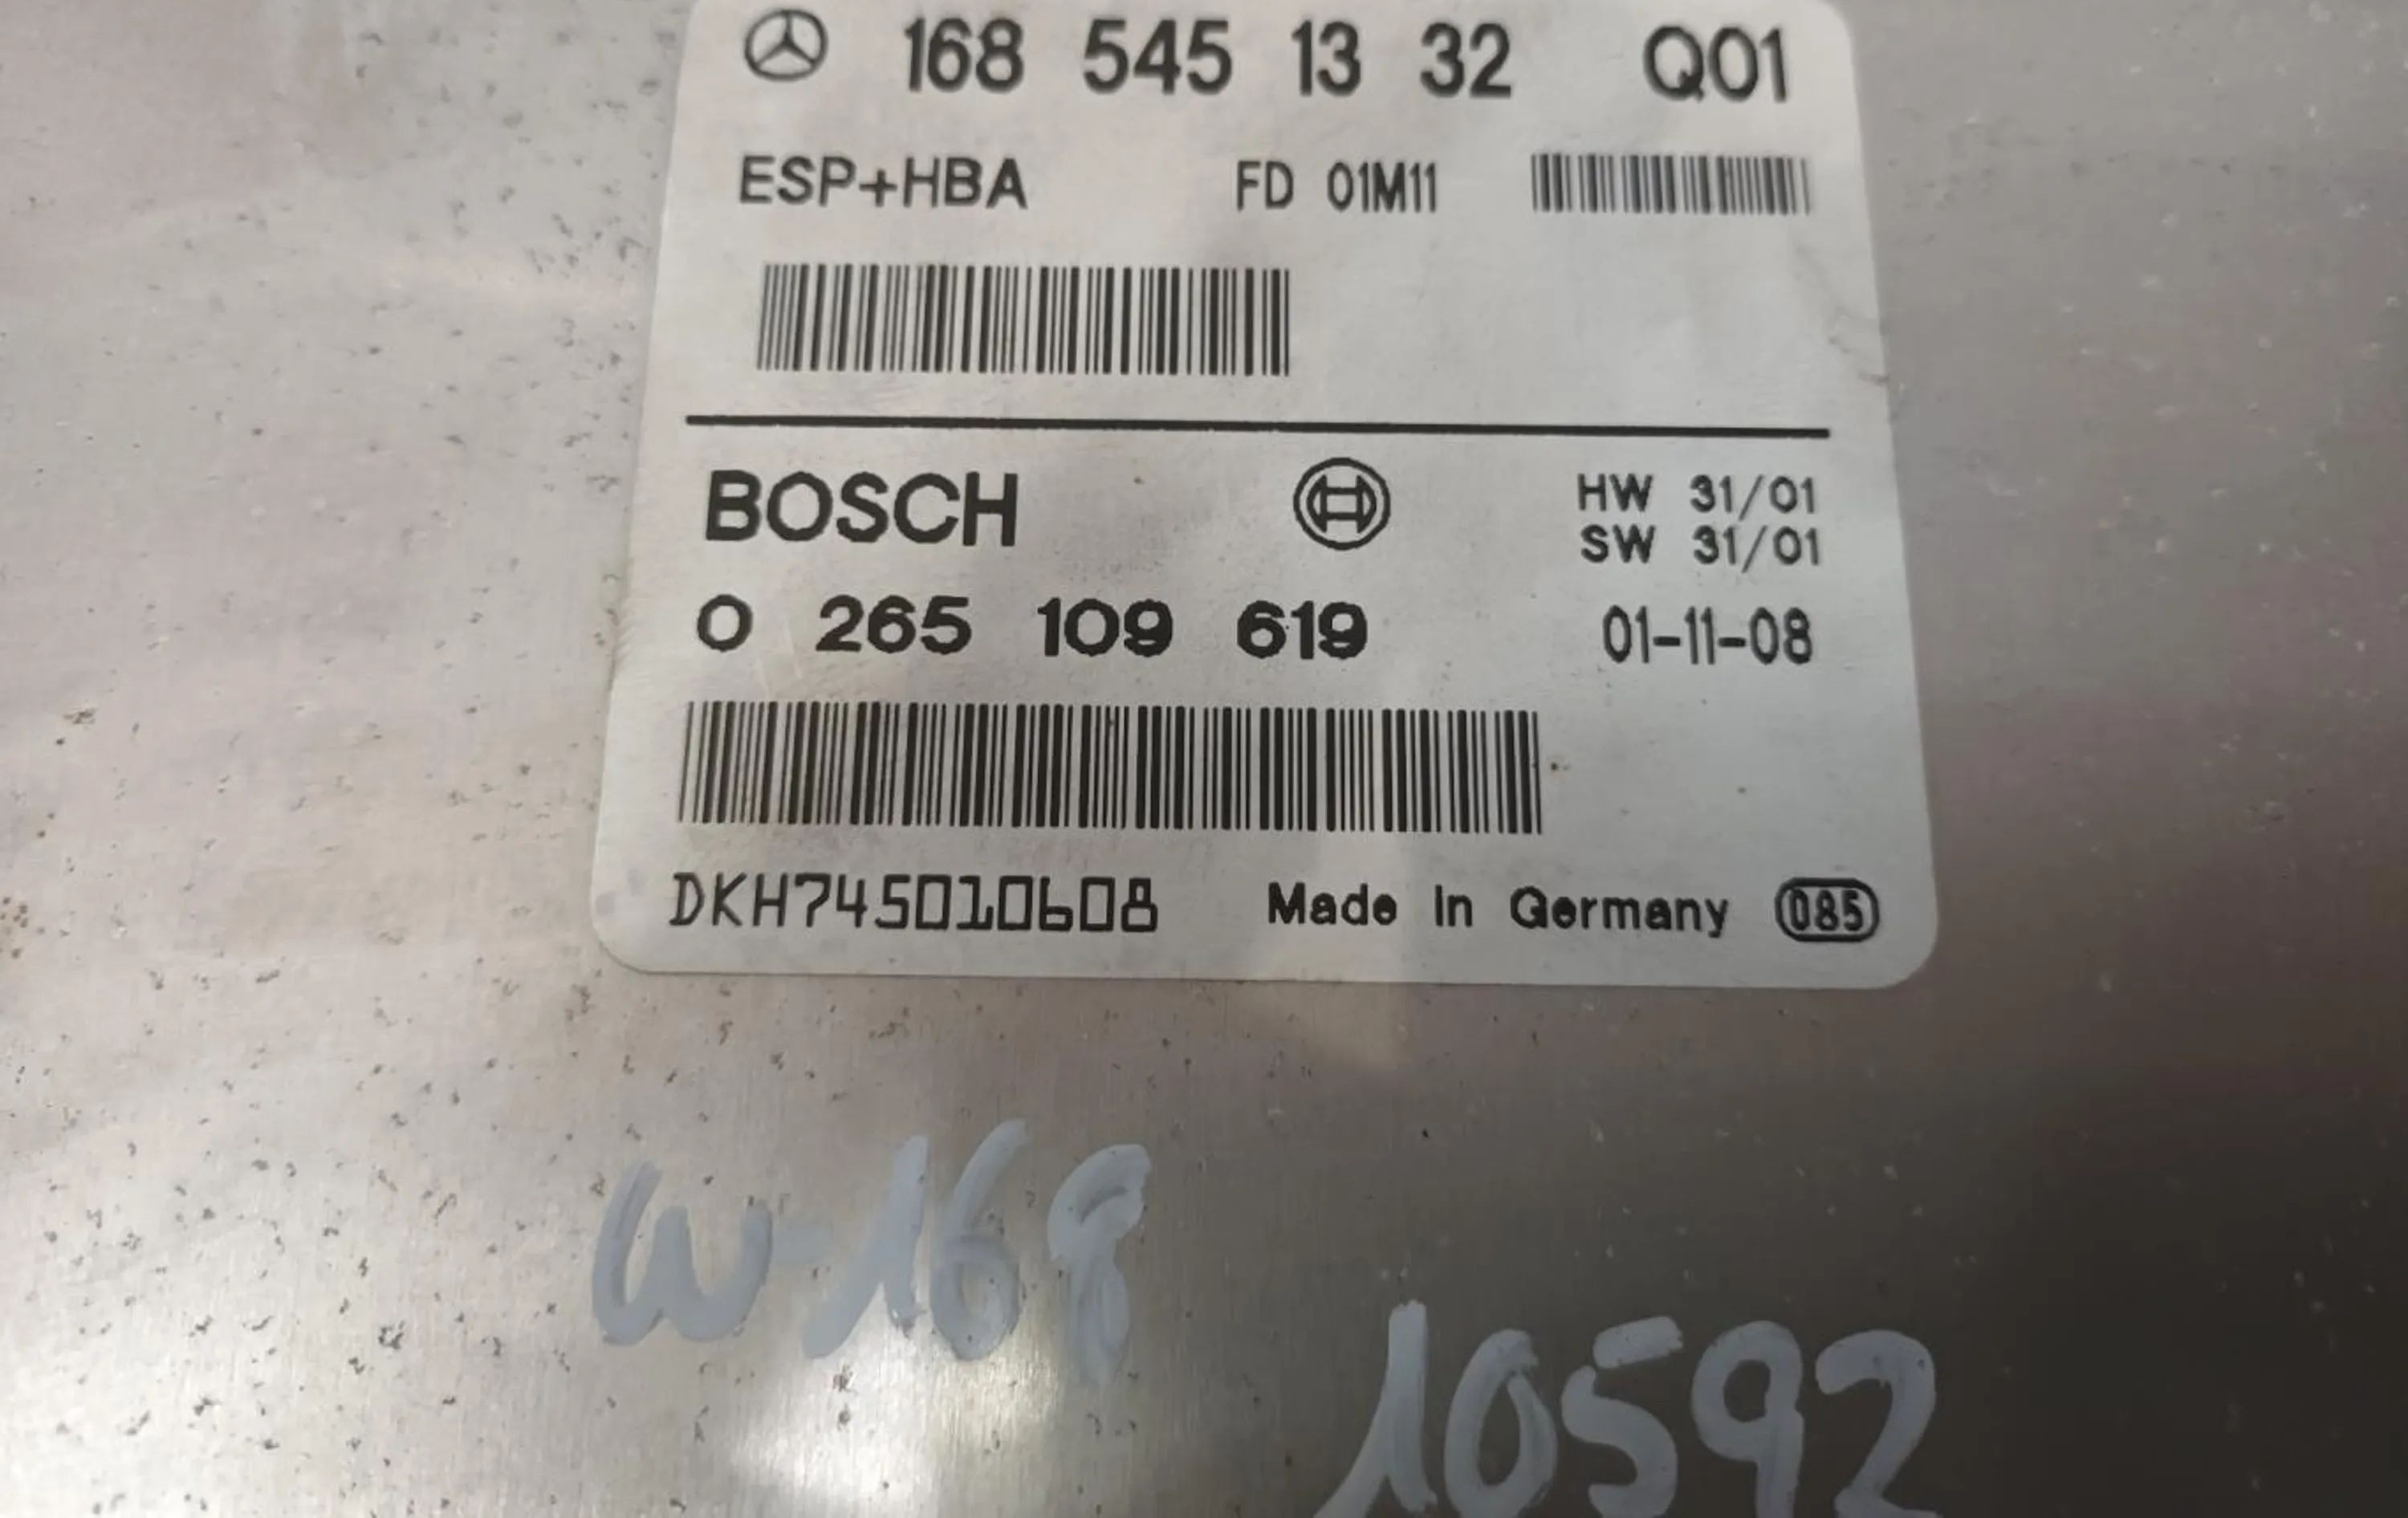 168 545 13 32 Q01
ESP+HBA FD 01M11
BOSCH HW 31/01
SW 31/01
0 265 109 619 01-11-08
DKH745010608 Made in Germany 085
W-168
10592